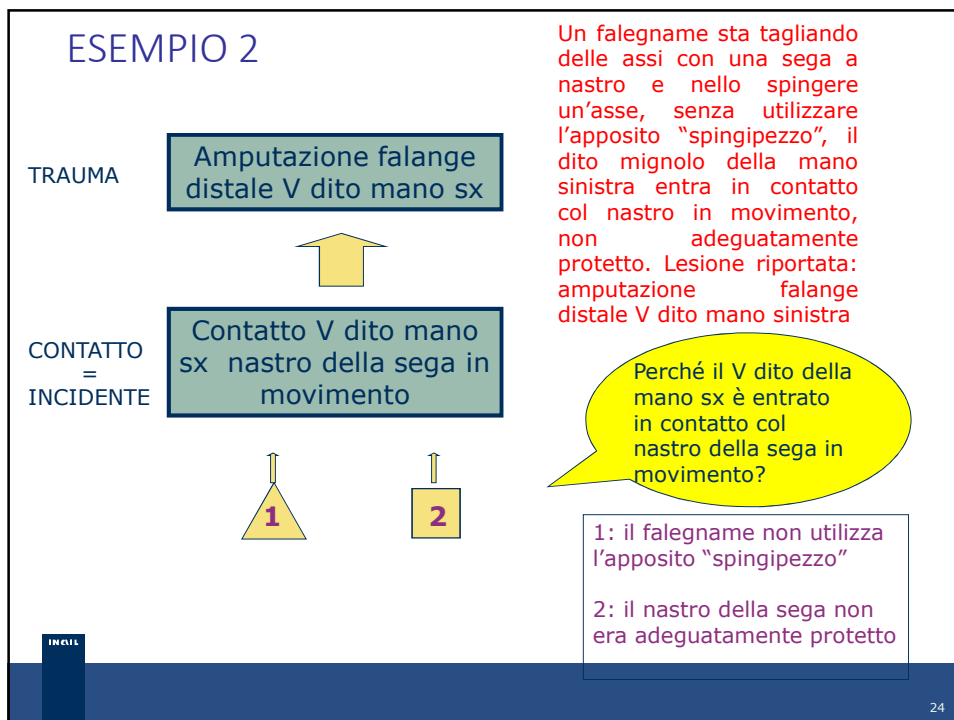 ESEMPIO 2
Un falegname sta tagliando
delle assi con una sega a
nastro e nello spingere
un'asse, senza utilizzare
l'apposito "spingipezzo", il
dito mignolo della mano
sinistra entra in contatto
col nastro in movimento,
non adeguatamente
protetto. Lesione riportata:
amputazione falange
distale V dito mano sinistra
TRAUMA
Amputazione falange
distale V dito mano sx
CONTATTO
=
INCIDENTE
Contatto V dito mano
sx nastro della sega in
movimento
Perché il V dito della
mano sx è entrato
in contatto col
nastro della sega in
movimento?
1
2
1: il falegname non utilizza
l'apposito "spingipezzo"
2: il nastro della sega non
era adeguatamente protetto
INAIL
24